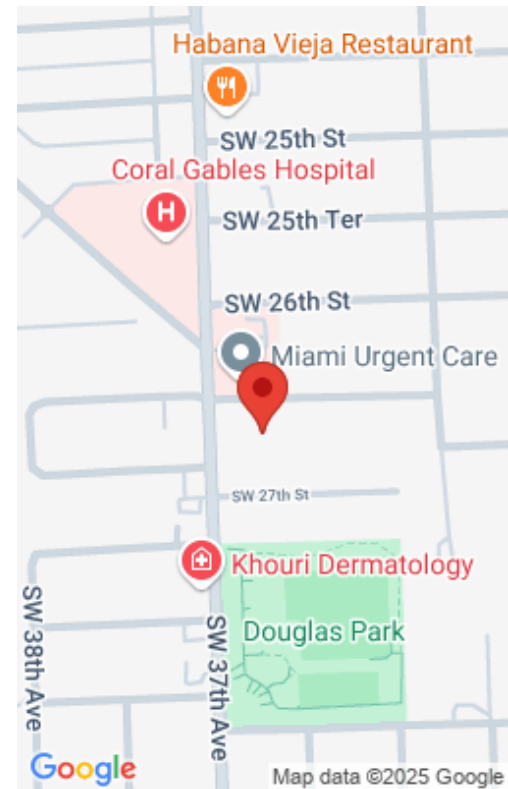 Habana Vieja Restaurant
SW 25th St
Coral Gables Hospital
H
SW 25th Ter
SW 26th St
Miami Urgent Care
SW 27th St
Khouri Dermatology
Douglas Park
SW 38th Ave
SW 37th Ave
Google
Map data ©2025 Google